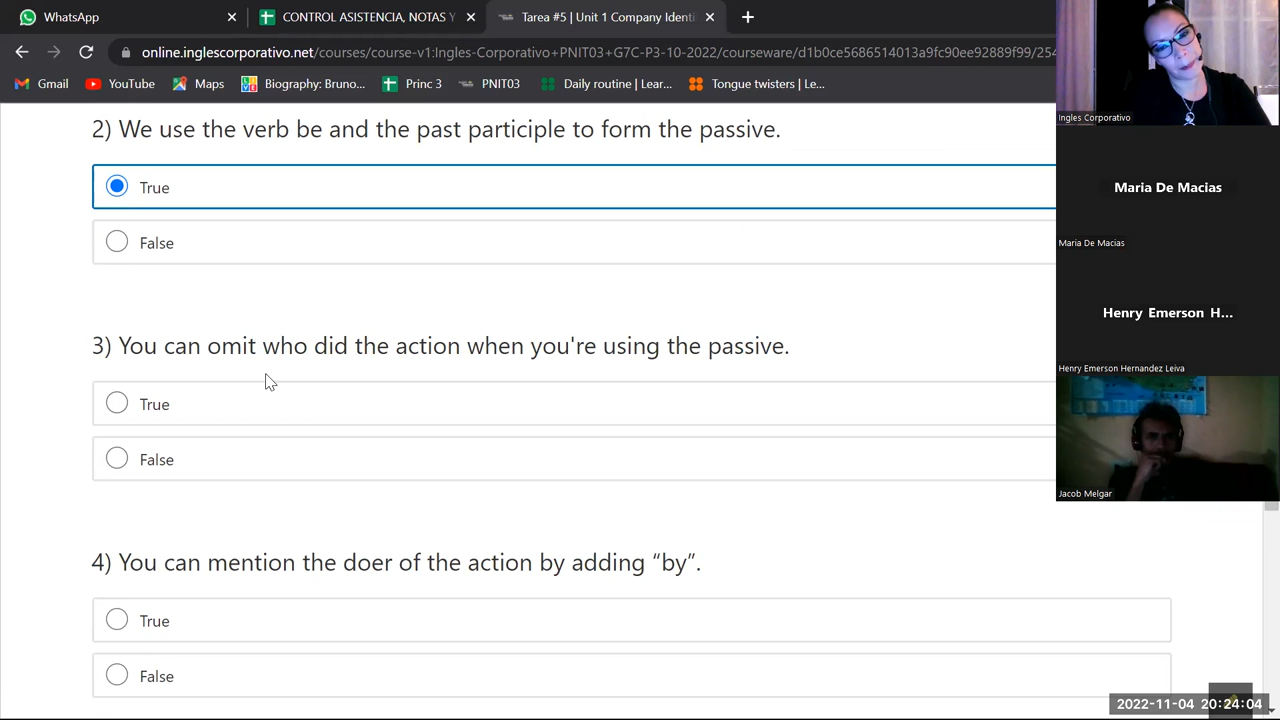 WhatsApp
CONTROL ASISTENCIA, NOTAS Y
Tarea #5 | Unit 1 Company Identi
online.inglescorporativo.net/courses/course-v1:Ingles_Corporativo+PNIT03+G7C-P3-10-2022/courseware/d1b0ce5686514013a9fc90ee92889f99/254
Gmail
YouTube
Maps
Biography: Bruno...
Princ 3
PNIT03
Daily routine | Lear...
Tongue twisters | Le...
2) We use the verb be and the past participle to form the passive.
True
False
3) You can omit who did the action when you're using the passive.
True
False
4) You can mention the doer of the action by adding “by”.
True
False
Ingles Corporativo
Maria De Macias
Maria De Macias
Henry Emerson H...
Henry Emerson Hernandez Leiva
Jacob Melgar
2022-11-04 20:24:04